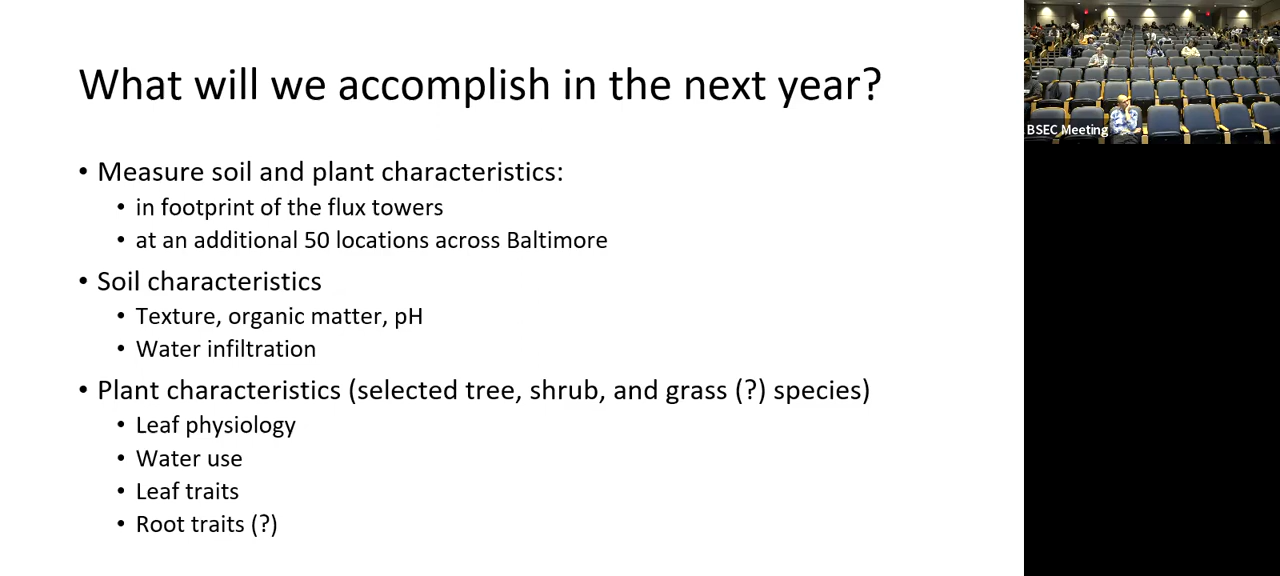 What will we accomplish in the next year?
• Measure soil and plant characteristics:
• in footprint of the flux towers
• at an additional 50 locations across Baltimore
• Soil characteristics
• Texture, organic matter, pH
• Water infiltration
• Plant characteristics (selected tree, shrub, and grass (?) species)
• Leaf physiology
• Water use
• Leaf traits
• Root traits (?)
BSEC Meeting